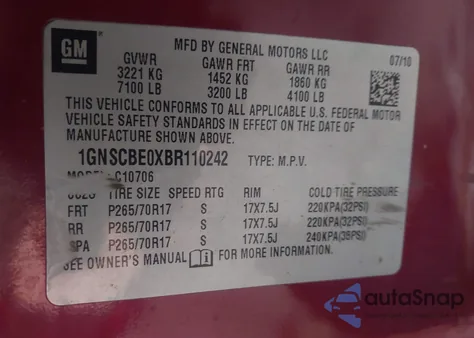 GM
MFD BY GENERAL MOTORS LLC 07/10
GVWR GAWR FRT GAWR RR
3221 KG 1452 KG 1860 KG
7100 LB 3200 LB 4100 LB
THIS VEHICLE CONFORMS TO ALL APPLICABLE U.S. FEDERAL MOTOR
VEHICLE SAFETY STANDARDS IN EFFECT ON THE DATE OF
MANUFACTURE SHOWN ABOVE.
1GNSCBE0XBR110242 TYPE: M.P.V.
MODEL: C10706
TIRE SIZE SPEED RTG RIM COLD TIRE PRESSURE
FRT P265/70R17 S 17X7.5J 220KPA(32PSI)
RR P265/70R17 S 17X7.5J 220KPA(32PSI)
SPA P265/70R17 S 17X7.5J 240KPA(35PSI)
SEE OWNER'S MANUAL FOR MORE INFORMATION.
autoSnap